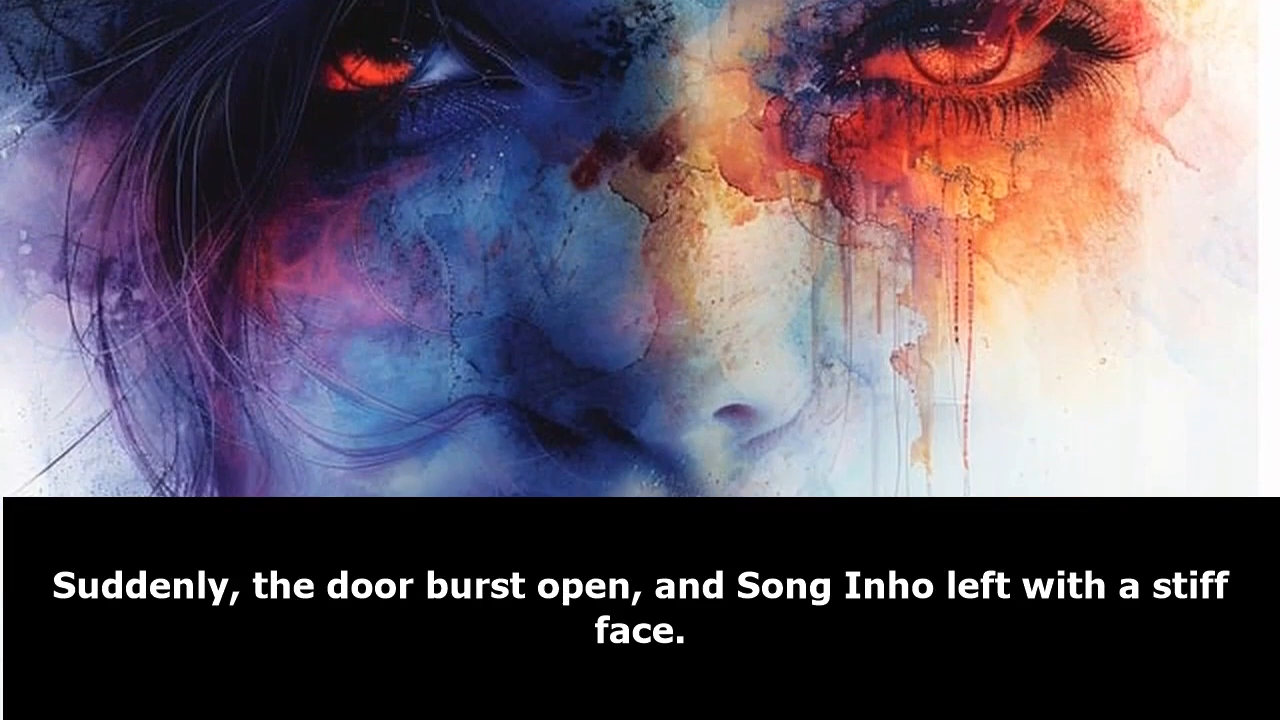 Suddenly, the door burst open, and Song Inho left with a stiff
face.